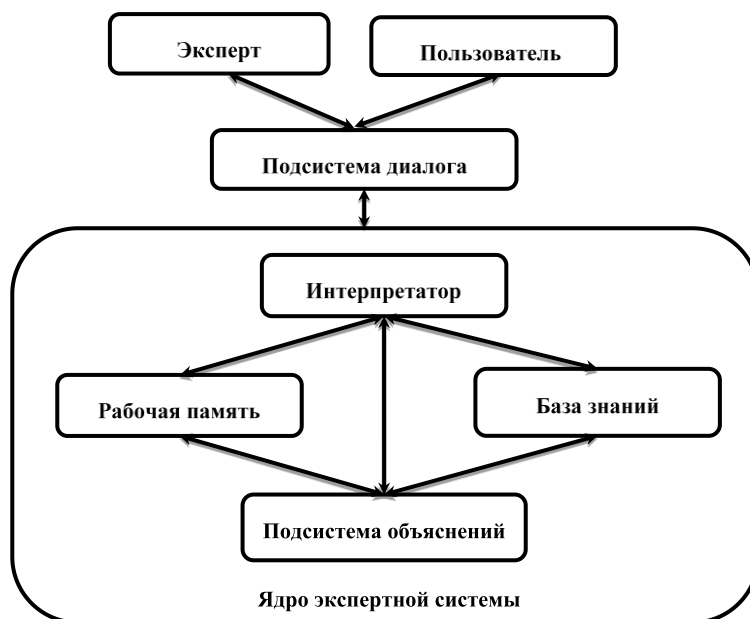 Эксперт
Пользователь
Подсистема диалога
Интерпретатор
Рабочая память
База знаний
Подсистема объяснений
Ядро экспертной системы